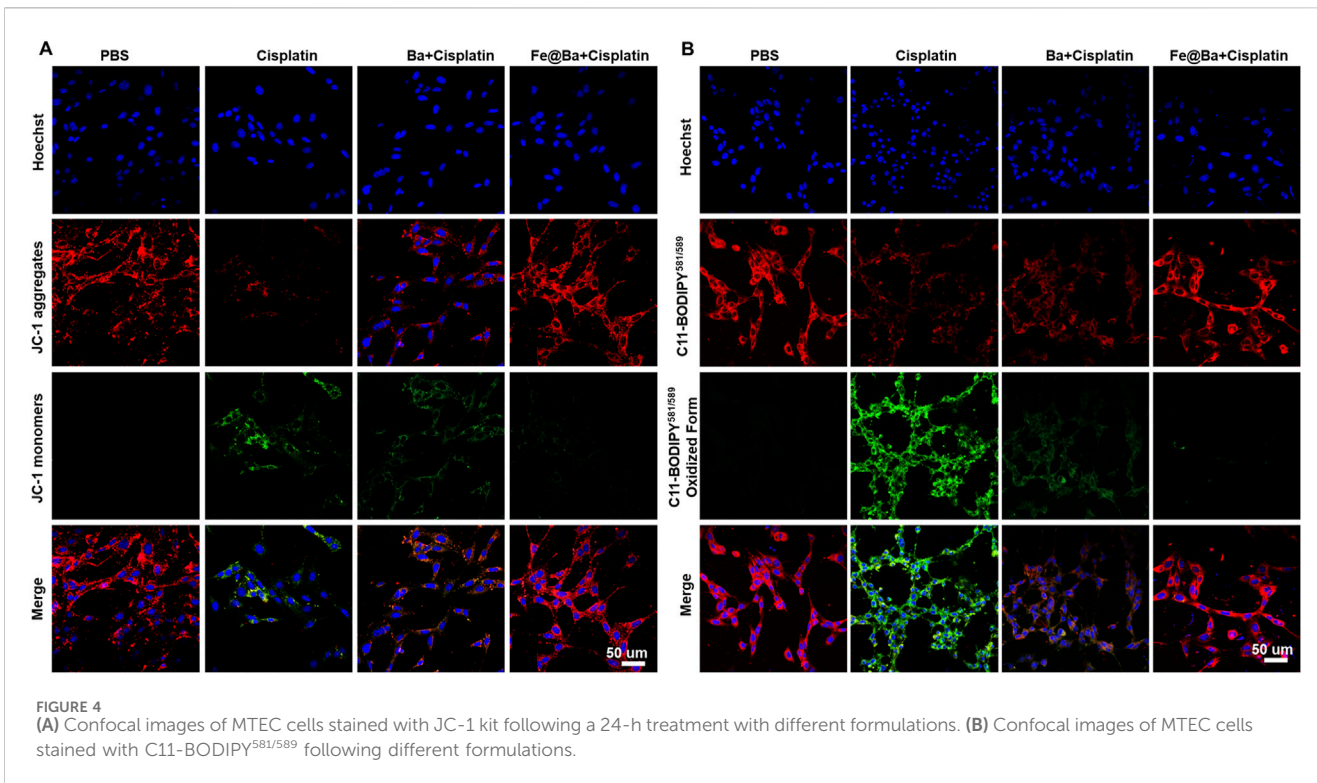 A
PBS Cisplatin Ba+Cisplatin Fe@Ba+Cisplatin
Hoechst
JC-1 aggregates
JC-1 monomers
Merge
50 um
B
PBS Cisplatin Ba+Cisplatin Fe@Ba+Cisplatin
Hoechst
C11-BODIPY581/589
C11-BODIPY581/589
Oxidized Form
Merge
50 um
FIGURE 4
(A) Confocal images of MTEC cells stained with JC-1 kit following a 24-h treatment with different formulations. (B) Confocal images of MTEC cells
stained with C11-BODIPY581/589 following different formulations.